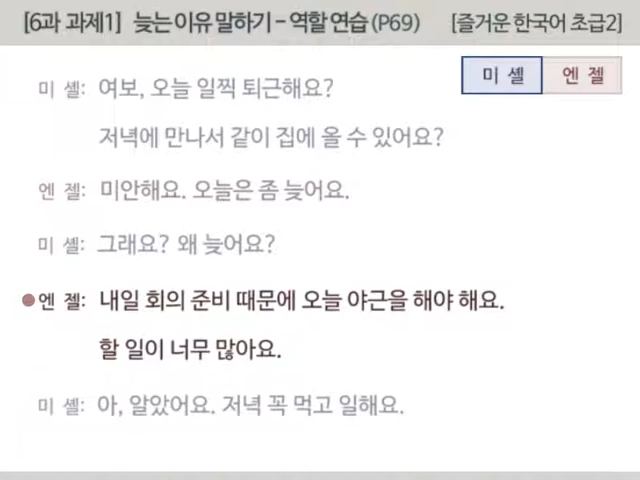 [6과 과제1] 늦는 이유 말하기 - 역할 연습 (P69) [즐거운 한국어 초급2]
미 셸 엔 젤
미 셸: 여보, 오늘 일찍 퇴근해요?
저녁에 만나서 같이 집에 올 수 있어요?
엔 젤: 미안해요. 오늘은 좀 늦어요.
미 셸: 그래요? 왜 늦어요?
엔 젤: 내일 회의 준비 때문에 오늘 야근을 해야 해요.
할 일이 너무 많아요.
미 셸: 아, 알았어요. 저녁 꼭 먹고 일해요.